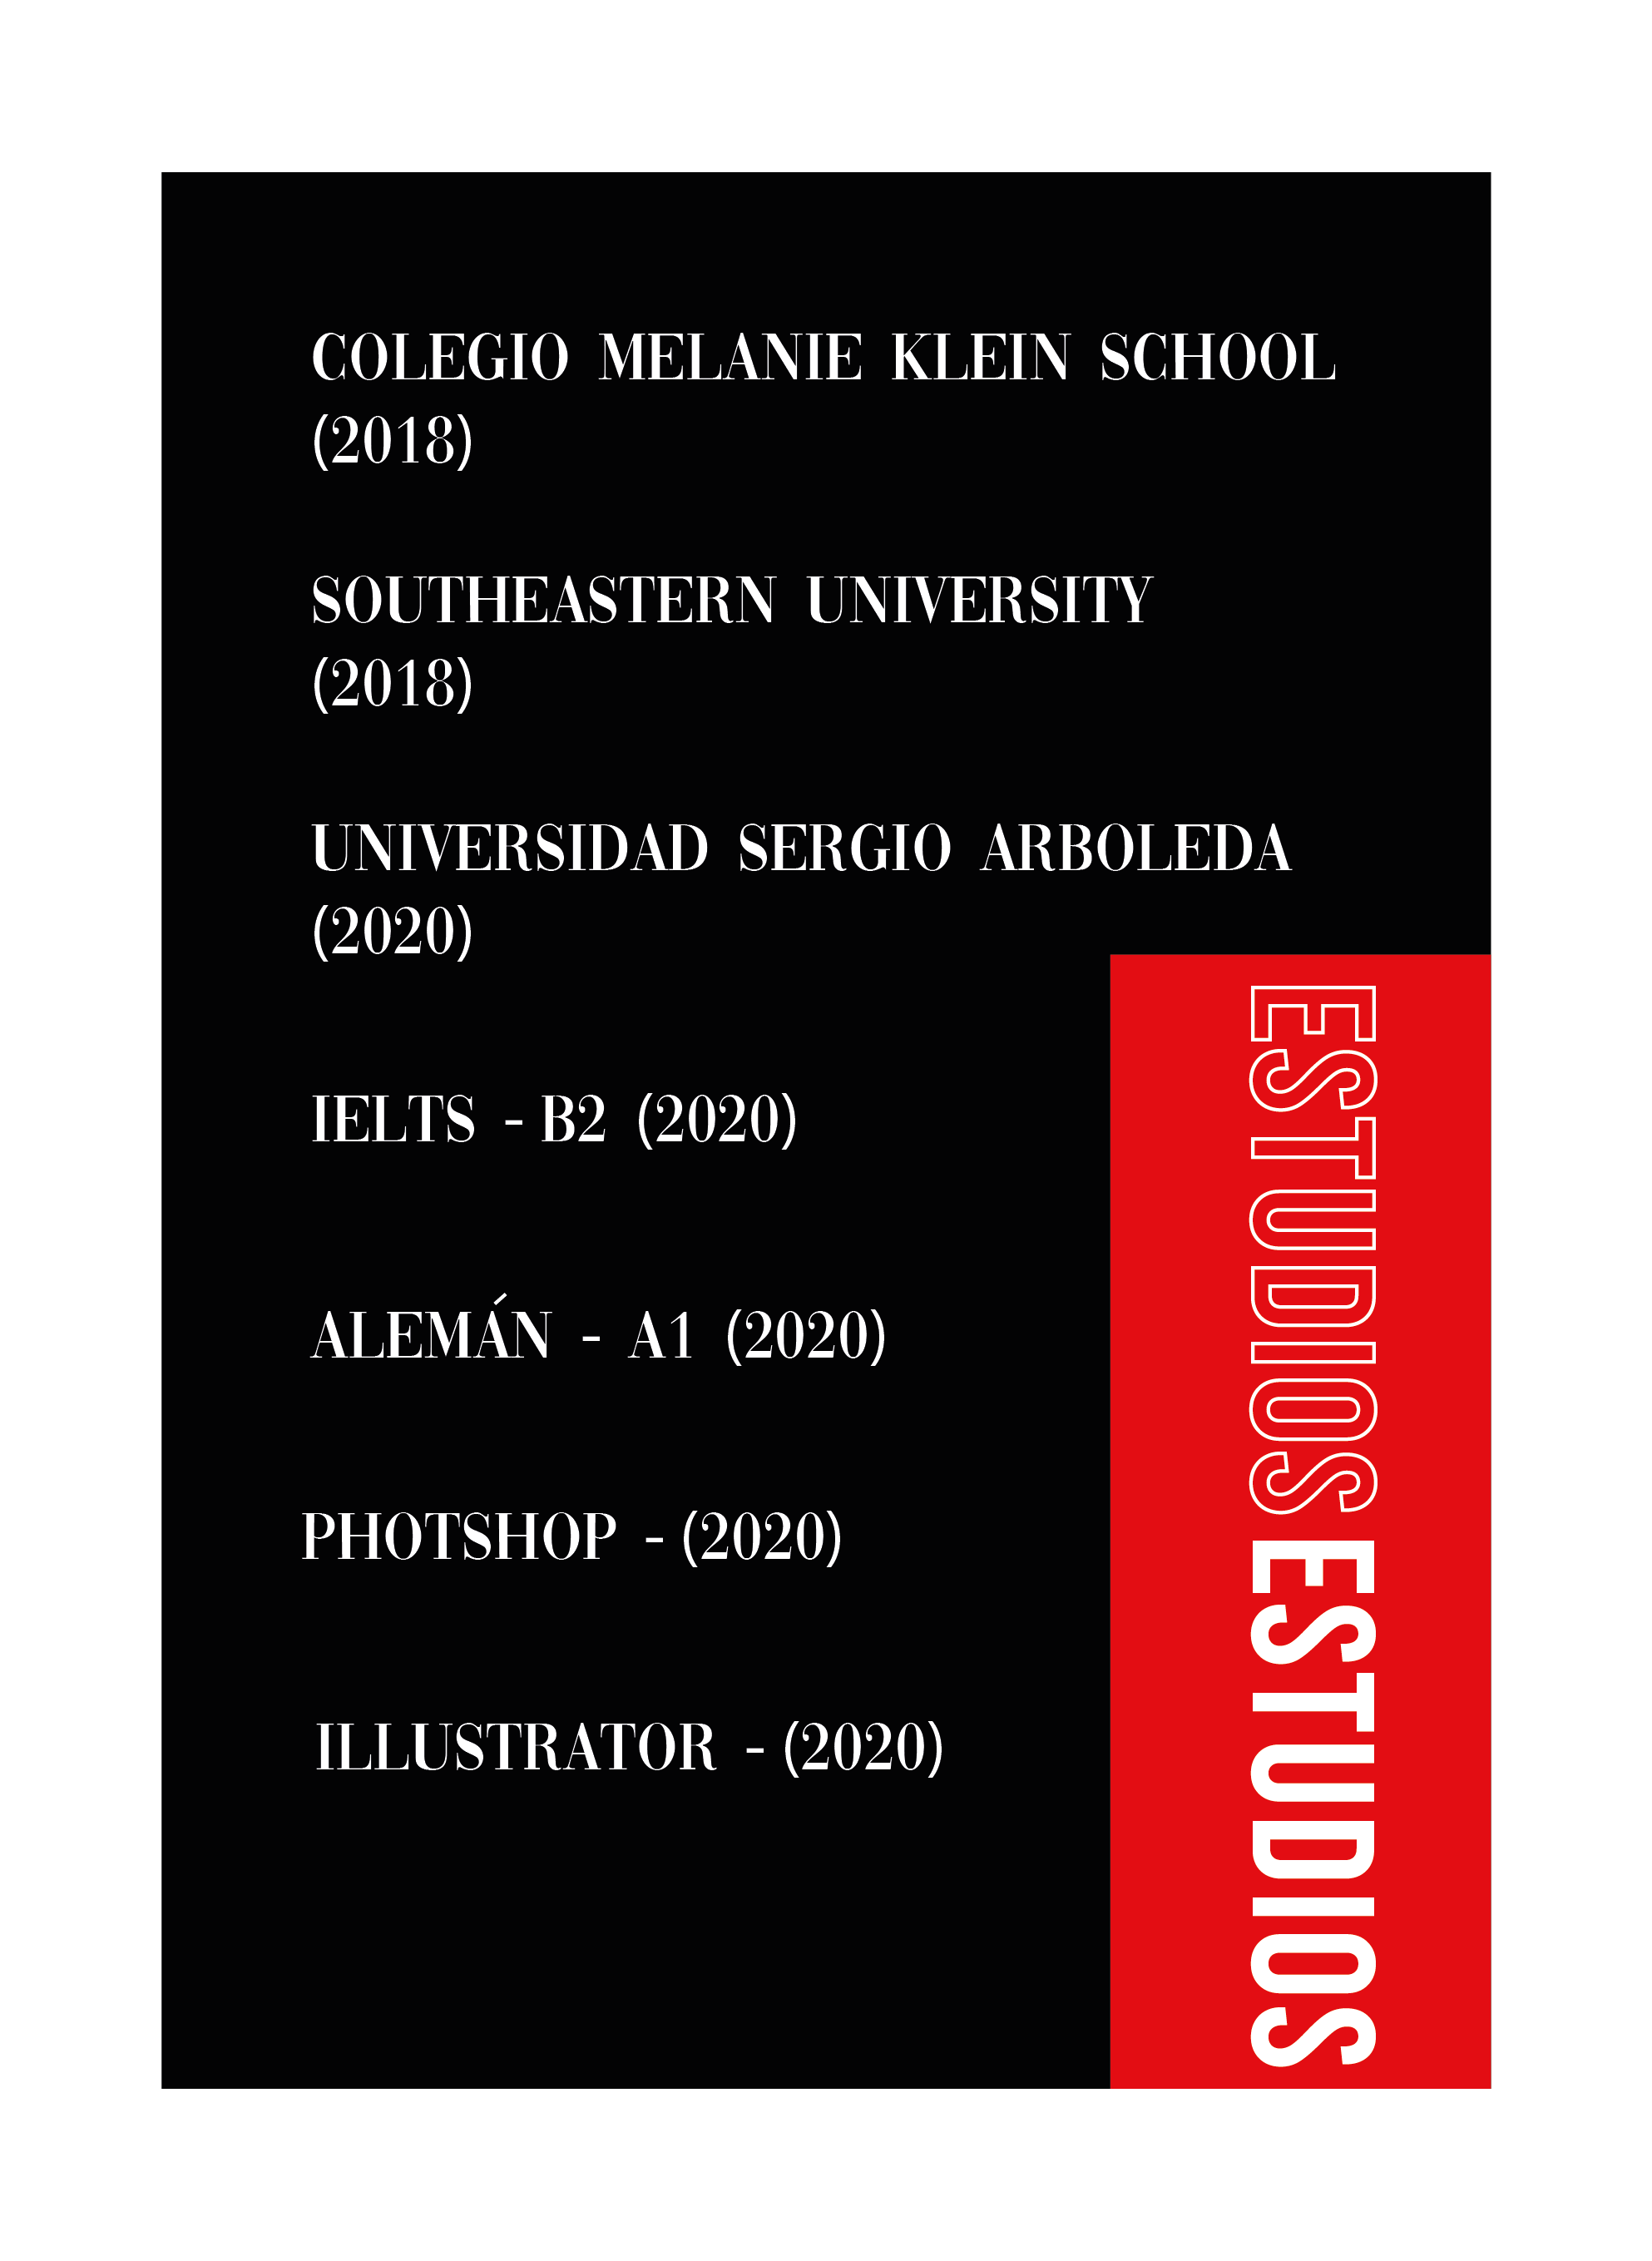 COLEGIO MELANIE KLEIN SCHOOL
(2018)
SOUTHEASTERN UNIVERSITY
(2018)
UNIVERSIDAD SERGIO ARBOLEDA
(2020)
IELTS - B2 (2020)
ALEMÁN - A1 (2020)
PHOTSHOP - (2020)
ILLUSTRATOR - (2020)
ESTUDIOS ESTUDIOS